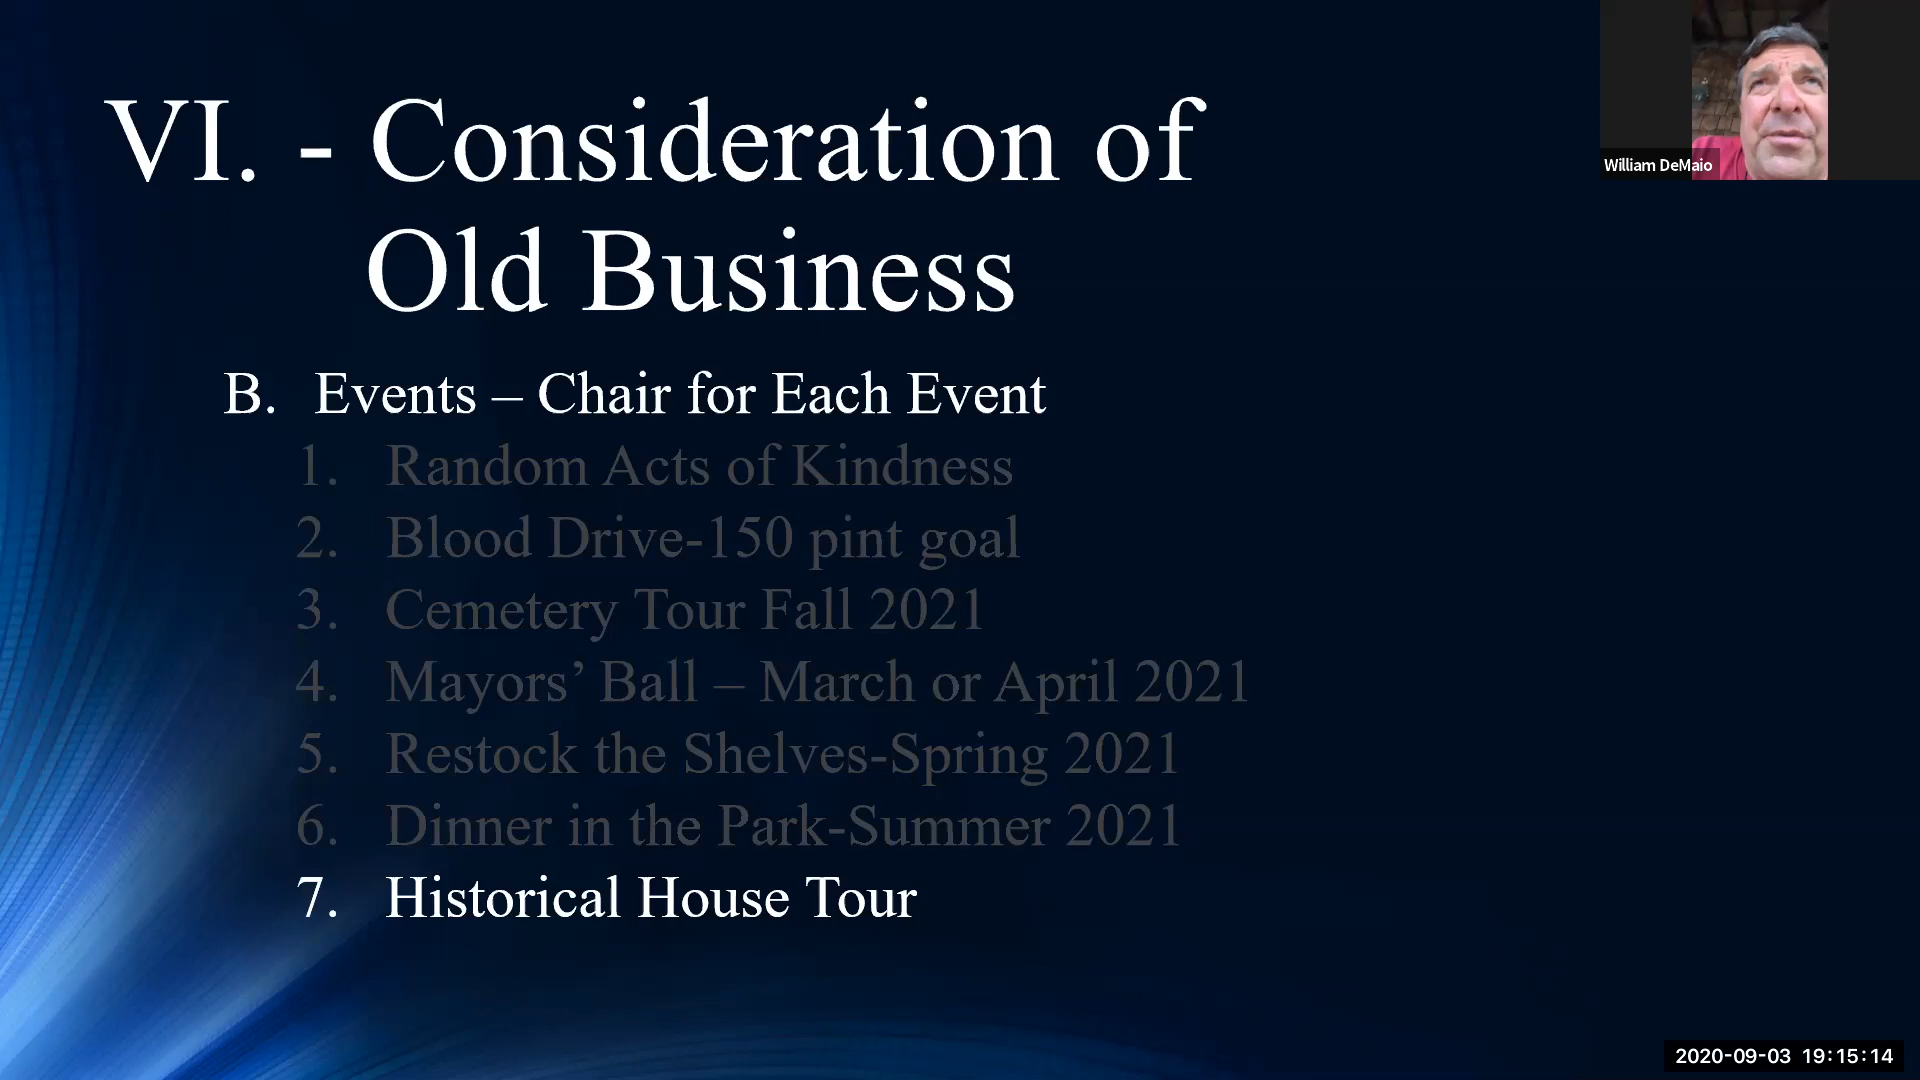 VI. - Consideration of
Old Business
William DeMaio
B. Events – Chair for Each Event
1. Random Acts of Kindness
2. Blood Drive-150 pint goal
3. Cemetery Tour Fall 2021
4. Mayors’ Ball – March or April 2021
5. Restock the Shelves-Spring 2021
6. Dinner in the Park-Summer 2021
7. Historical House Tour
2020-09-03 19:15:14